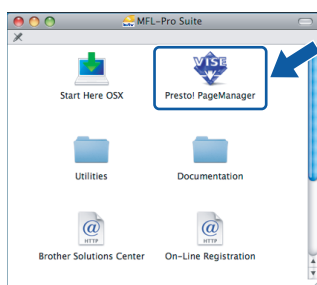 MFL-Pro Suite
VISE
Start Here OSX
Presto! PageManager
Utilities
Documentation
@
HTTP
@
HTTP
Brother Solutions Center
On-Line Registration